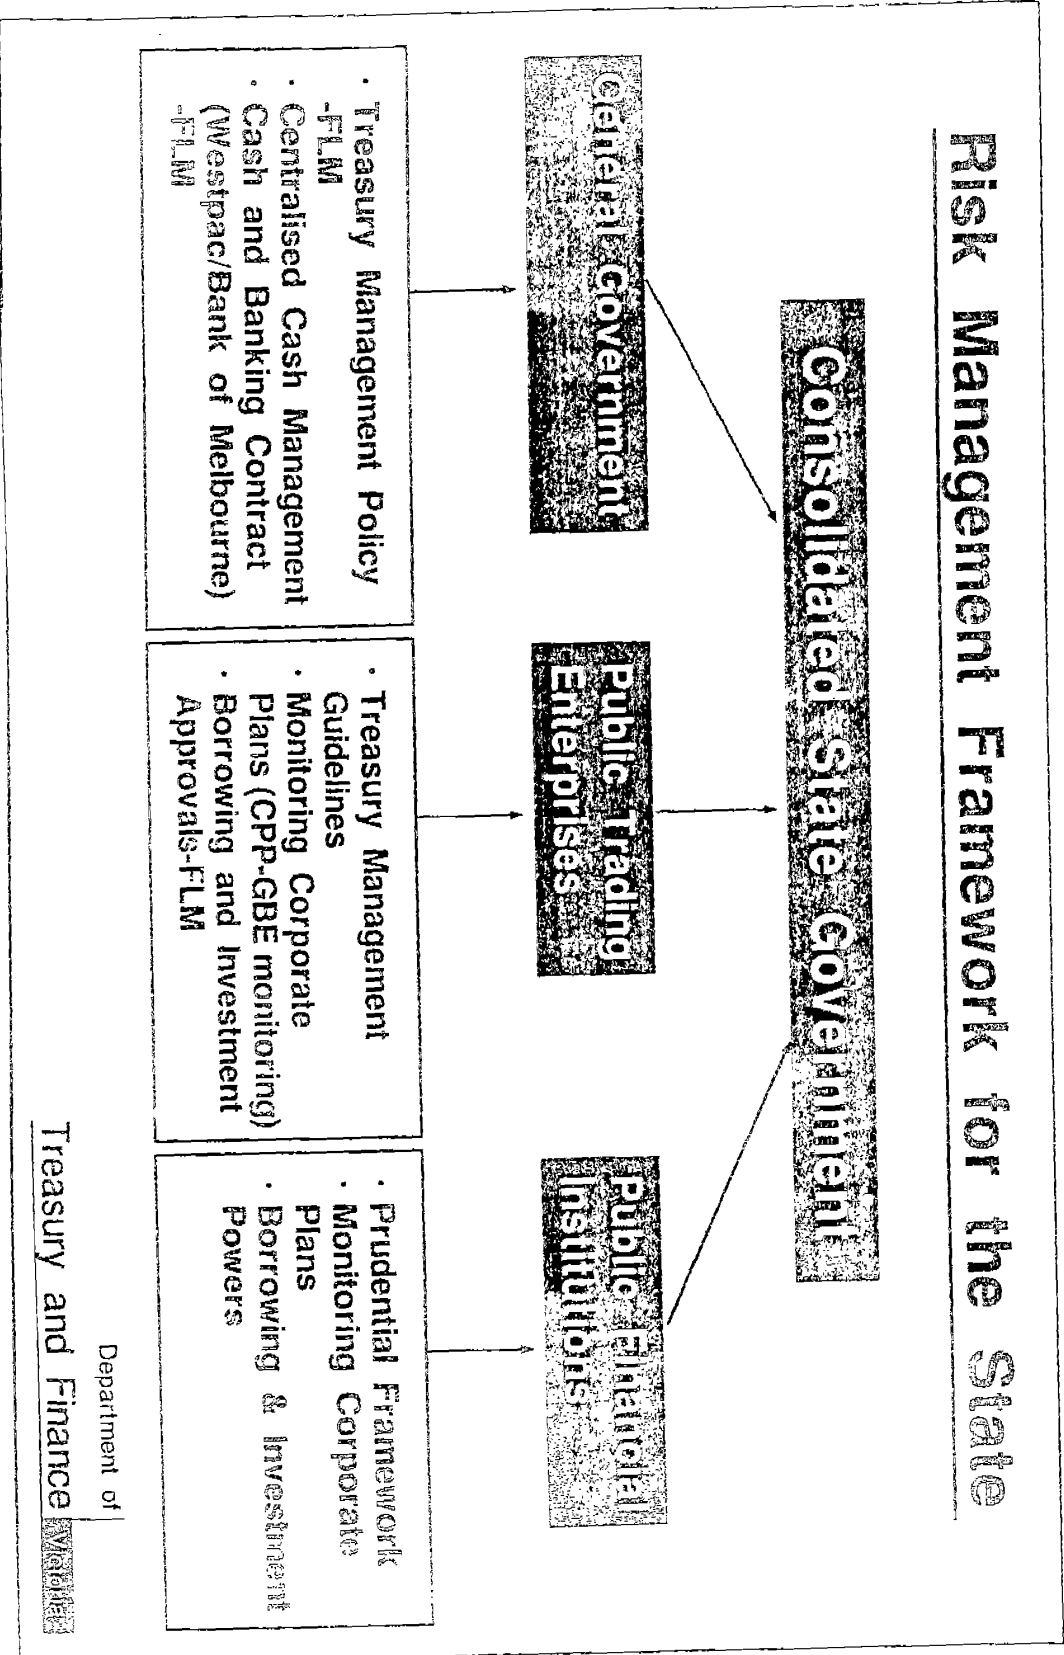 Risk Management Framework for the State
Consolidated State Government
General Government
Public Trading
Enterprises
Public Financial
Institutions
· Treasury Management Policy
-FLM
· Centralised Cash Management
· Cash and Banking Contract
(Westpac/Bank of Melbourne)
-FLM
· Treasury Management
Guidelines
· Monitoring Corporate
Plans (CPP-GBE monitoring)
· Borrowing and Investment
Approvals-FLM
· Prudential Framework
· Monitoring Corporate
Plans
· Borrowing & Investment
Powers
Department of
Treasury and Finance